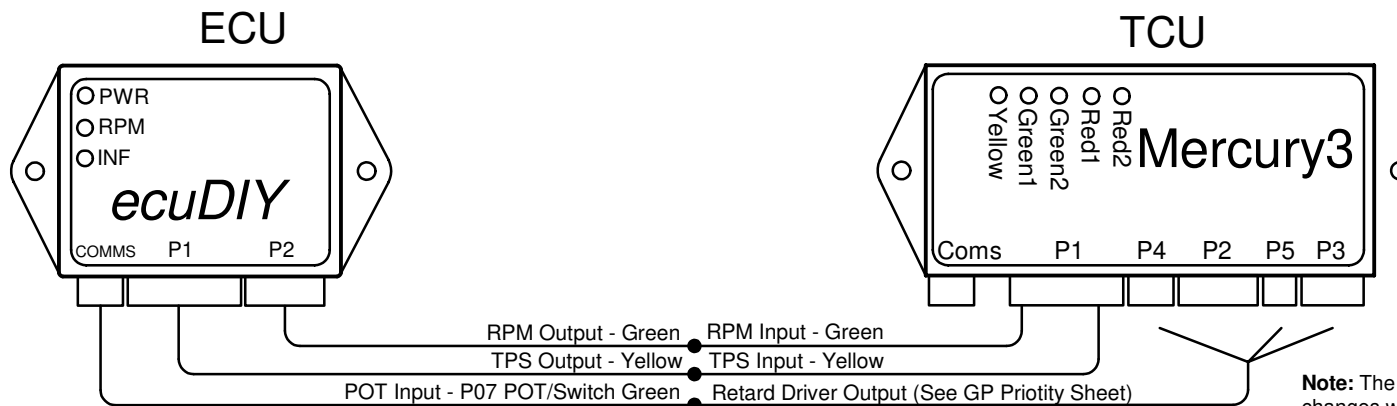 ECU
TCU
PWR
RPM
INF
ecuDIY
COMMS P1 P2
Yellow
Green1
Green2
Red1
Red2
Mercury3
Coms P1 P4 P2 P5 P3
RPM Output - Green RPM Input - Green
TPS Output - Yellow TPS Input - Yellow
POT Input - P07 POT/Switch Green Retard Driver Output (See GP Priotity Sheet)
Note: The
changes w